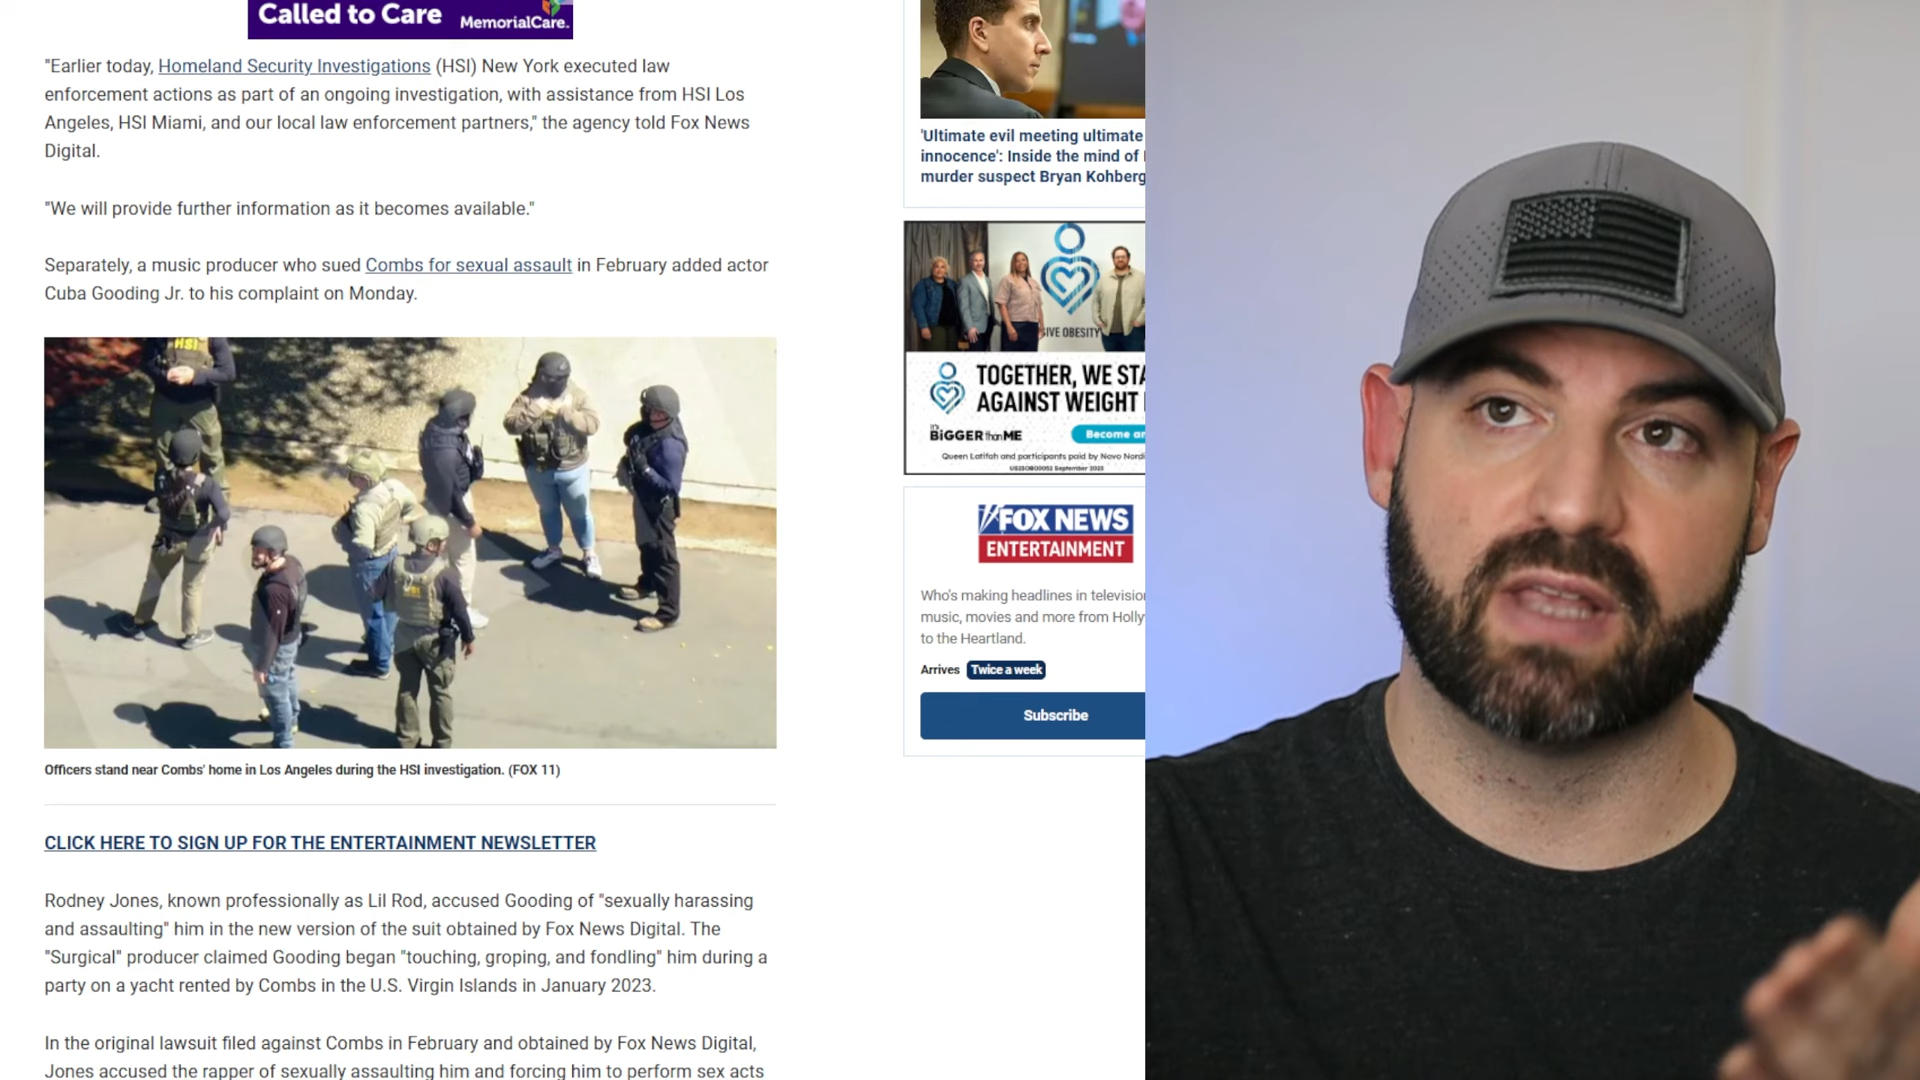 Called to Care
MemorialCare.
"Earlier today, Homeland Security Investigations (HSI) New York executed law
enforcement actions as part of an ongoing investigation, with assistance from HSI Los
Angeles, HSI Miami, and our local law enforcement partners," the agency told Fox News
Digital.
"We will provide further information as it becomes available."
Separately, a music producer who sued Combs for sexual assault in February added actor
Cuba Gooding Jr. to his complaint on Monday.
HSI
Officers stand near Combs' home in Los Angeles during the HSI investigation. (FOX 11)
CLICK HERE TO SIGN UP FOR THE ENTERTAINMENT NEWSLETTER
Rodney Jones, known professionally as Lil Rod, accused Gooding of "sexually harassing
and assaulting" him in the new version of the suit obtained by Fox News Digital. The
"Surgical" producer claimed Gooding began "touching, groping, and fondling" him during a
party on a yacht rented by Combs in the U.S. Virgin Islands in January 2023.
In the original lawsuit filed against Combs in February and obtained by Fox News Digital,
Jones accused the rapper of sexually assaulting him and forcing him to perform sex acts
'Ultimate evil meeting ultimate
innocence': Inside the mind of
murder suspect Bryan Kohberg
IVE OBESITY
TOGETHER, WE STA
AGAINST WEIGHT
it's
BiGGER than ME
Become an
Queen Latifah and participants paid by Novo Nordi
US23OB00052 September 2023
FOX NEWS
ENTERTAINMENT
Who's making headlines in television
music, movies and more from Holly
to the Heartland.
Arrives Twice a week
Subscribe